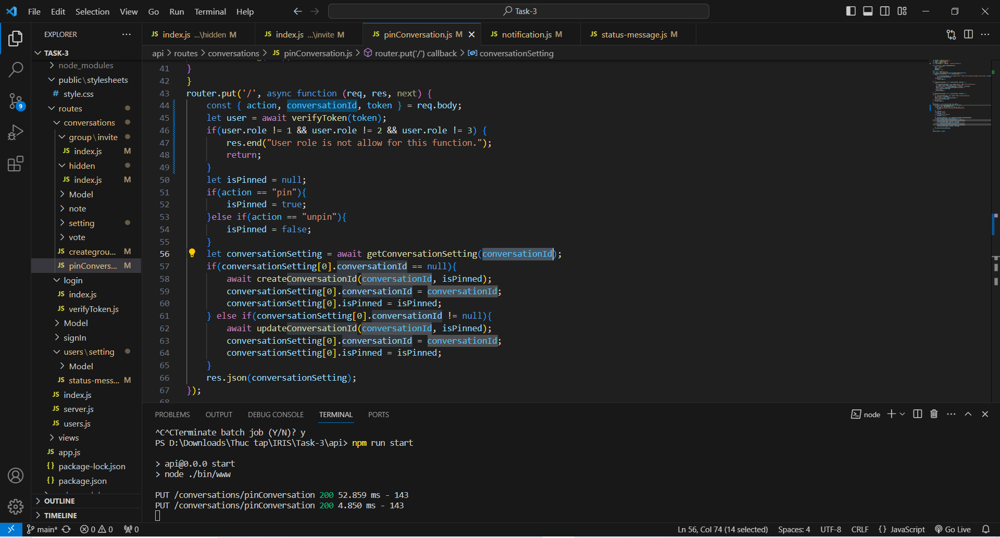 File Edit Selection View Go Run Terminal Help
Task-3
EXPLORER
TASK-3
node_modules
public\stylesheets
# style.css
routes
conversations
group\invite
JS index.js M
hidden
JS index.js M
Model
note
setting
vote
JS creategrou... M
JS pinConvers... M
login
JS index.js
JS verifyToken.js
Model
signIn
users\setting
Model
JS status-mess... M
JS index.js
JS server.js
JS users.js
views
JS app.js
{} package-lock.json
{} package.json
OUTLINE
TIMELINE
9
JS index.js ...\hidden M
JS index.js ...\invite M
JS pinConversation.js M
JS notification.js M
JS status-message.js M
api > routes > conversations > JS pinConversation.js > router.put('/') callback > conversationSetting
41 }
42 }
43 router.put('/', async function (req, res, next) {
44 const { action, conversationId, token } = req.body;
45 let user = await verifyToken(token);
46 if(user.role != 1 && user.role != 2 && user.role != 3) {
47 res.end("User role is not allow for this function.");
48 return;
49 }
50 let isPinned = null;
51 if(action == "pin"){
52 isPinned = true;
53 }else if(action == "unpin"){
54 isPinned = false;
55 }
56 let conversationSetting = await getConversationSetting(conversationId);
57 if(conversationSetting[0].conversationId == null){
58 await createConversationId(conversationId, isPinned);
59 conversationSetting[0].conversationId = conversationId;
60 conversationSetting[0].isPinned = isPinned;
61 } else if(conversationSetting[0].conversationId != null){
62 await updateConversationId(conversationId, isPinned);
63 conversationSetting[0].conversationId = conversationId;
64 conversationSetting[0].isPinned = isPinned;
65 }
66 res.json(conversationSetting);
67 });
68
PROBLEMS OUTPUT DEBUG CONSOLE TERMINAL PORTS
node
^C^CTerminate batch job (Y/N)? y
PS D:\Downloads\Thuc tap\IRIS\Task-3\api> npm run start
> api@0.0.0 start
> node ./bin/www
PUT /conversations/pinConversation 200 52.859 ms - 143
PUT /conversations/pinConversation 200 4.850 ms - 143
main* 0 0 0
Ln 56, Col 74 (14 selected) Spaces: 4 UTF-8 CRLF {} JavaScript Go Live